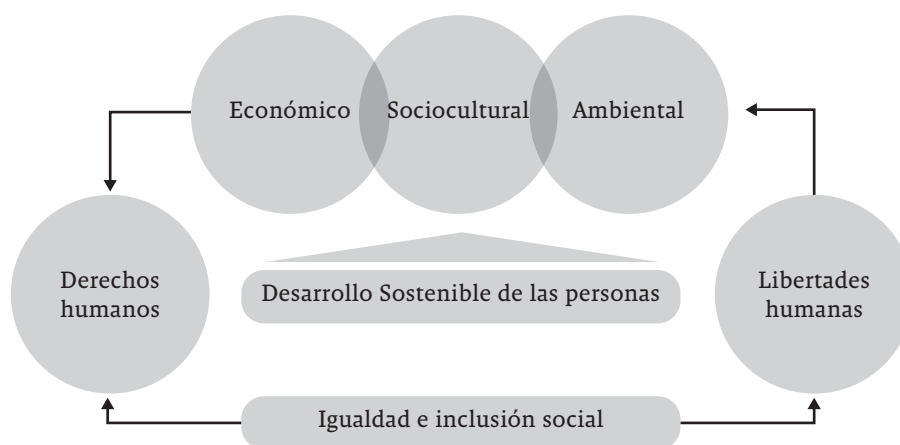 Económico
Sociocultural
Ambiental
Derechos
humanos
Desarrollo Sostenible de las personas
Libertades
humanas
Igualdad e inclusión social